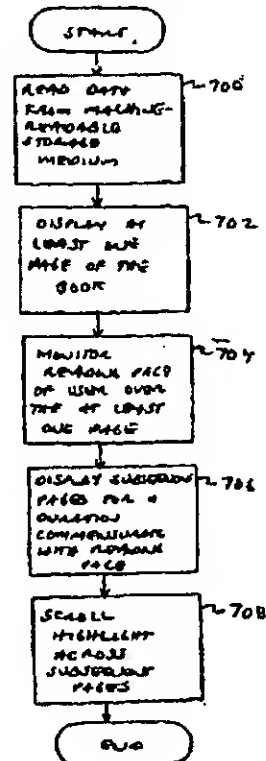 START
READ DATA 700
FROM MACHINE-
READABLE
STORAGE
MEDIUM
DISPLAY AT 702
LEAST ONE
PAGE OF THE
BOOK
MONITOR 704
READING PACE
OF USER OVER
THE AT LEAST
ONE PAGE
DISPLAY SUBSEQUENT 706
PAGES FOR A
DURATION
COMMENSURATE
WITH READING
PACE
SCROLL 708
HIGHLIGHT
ACROSS
SUBSEQUENT
PAGES
END